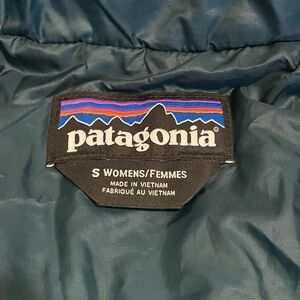 patagonia®
S WOMENS/FEMMES
MADE IN VIETNAM
FABRIQUÉ AU VIETNAM